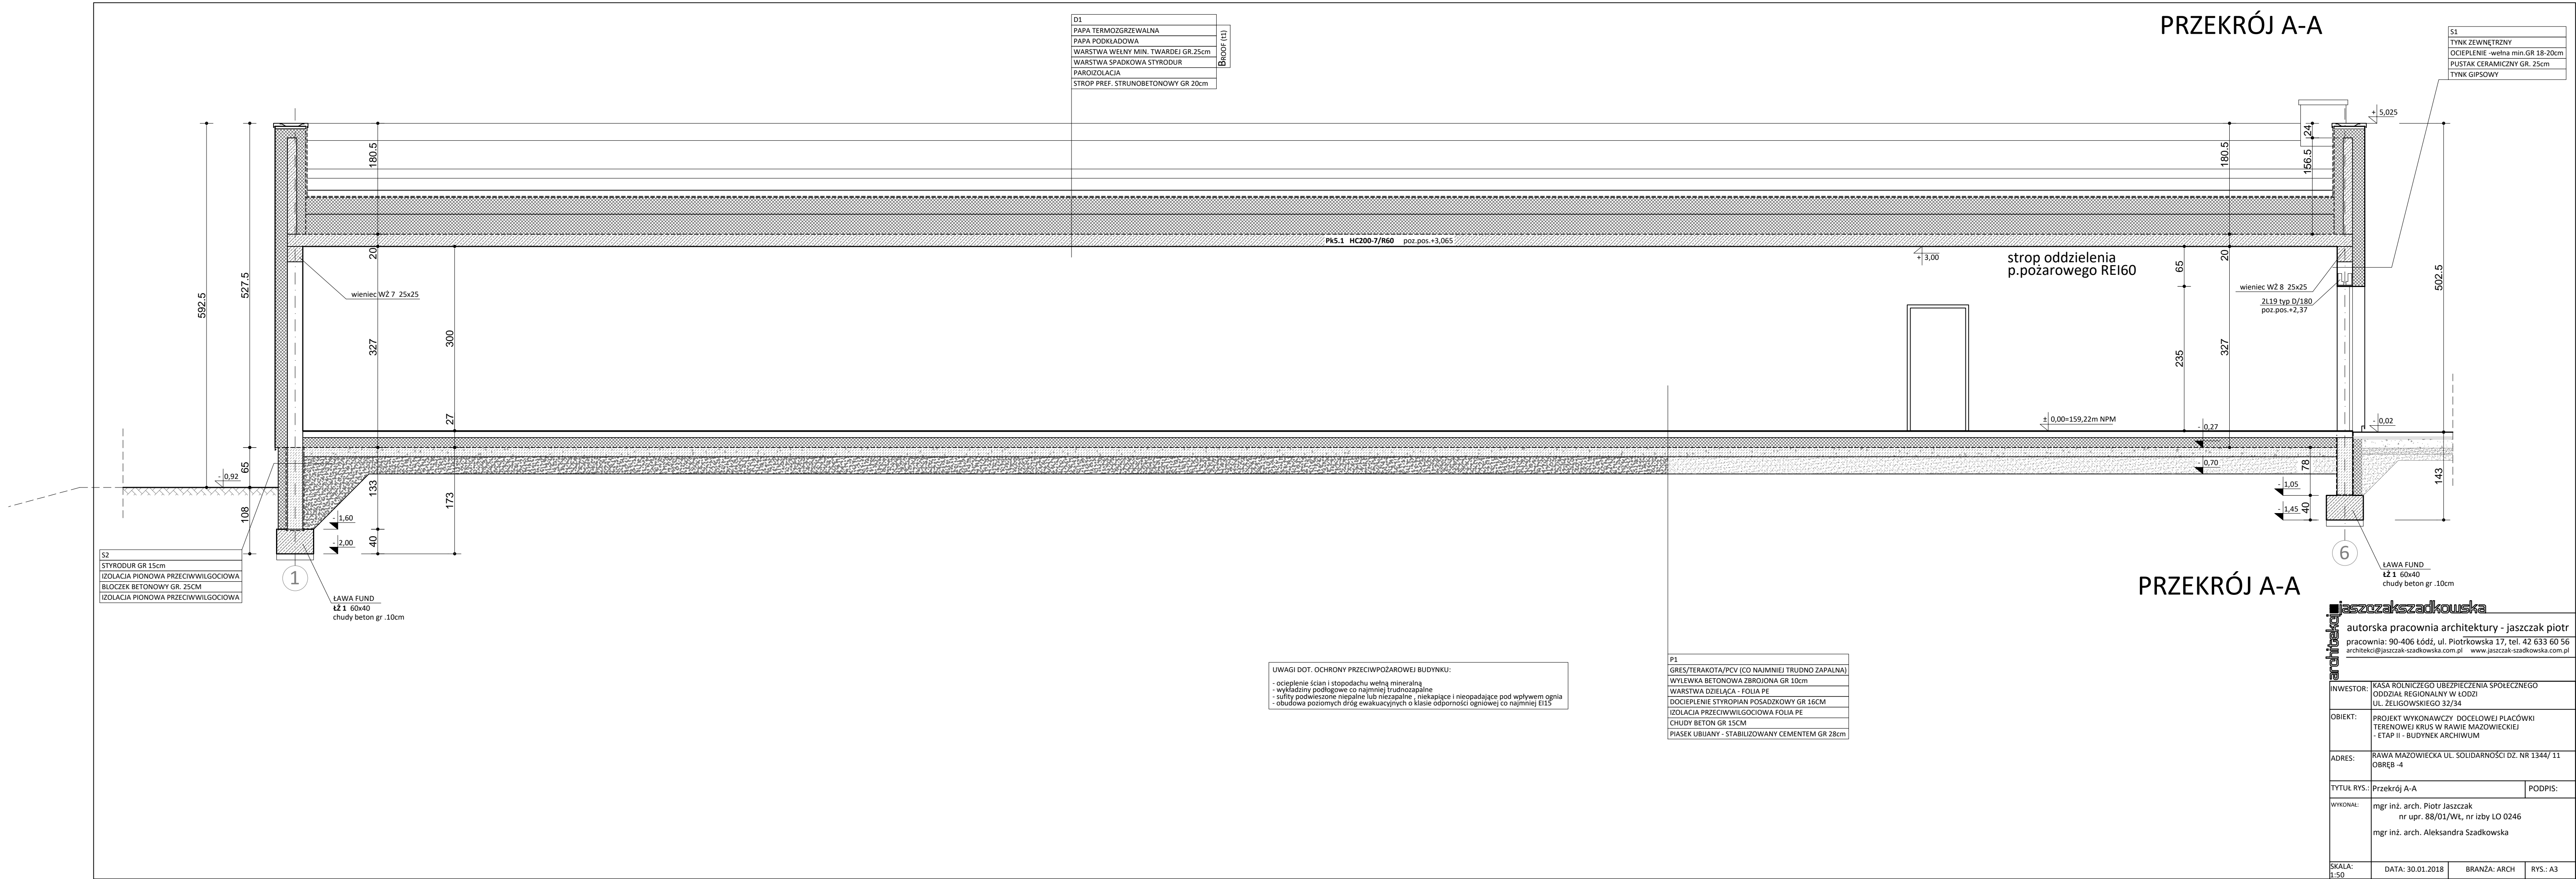 PRZEKRÓJ A-A
D1
PAPA TERMOZGRZEWALNA
PAPA PODKŁADOWA
WARSTWA WEŁNY MIN. TWARDEJ GR.25cm
WARSTWA SPADKOWA STYRODUR
PAROIZOLACJA
STROP PREF. STRUNOBETONOWY GR 20cm
BROOF (t1)
S1
TYNK ZEWNĘTRZNY
OCIEPLENIE -wełna min.GR 18-20cm
PUSTAK CERAMICZNY GR. 25cm
TYNK GIPSOWY
+ 5,025
592.5
527.5
65
108
180.5
20
327
133
40
300
27
173
180.5
20
327
24
156.5
65
235
78
40
502.5
143
Pk5.1 HC200-7/R60 poz.pos.+3,065
+ 3,00
strop oddzielenia
p.pożarowego REI60
wieniec WŻ 7 25x25
wieniec WŻ 8 25x25
2L19 typ D/180
poz.pos.+2,37
± 0,00=159,22m NPM
- 0,27
- 0,02
- 0,70
- 0,92
- 1,05
- 1,45
- 1,60
- 2,00
S2
STYRODUR GR 15cm
IZOLACJA PIONOWA PRZECIWWILGOCIOWA
BLOCZEK BETONOWY GR. 25CM
IZOLACJA PIONOWA PRZECIWWILGOCIOWA
1
ŁAWA FUND
ŁŻ 1 60x40
chudy beton gr .10cm
6
ŁAWA FUND
ŁŻ 1 60x40
chudy beton gr .10cm
PRZEKRÓJ A-A
UWAGI DOT. OCHRONY PRZECIWPOŻAROWEJ BUDYNKU:
- ocieplenie ścian i stopodachu wełną mineralną
- wykładziny podłogowe co najmniej trudnozapalne
- sufity podwieszone niepalne lub niezapalne , niekapiące i nieopadające pod wpływem ognia
- obudowa poziomych dróg ewakuacyjnych o klasie odporności ogniowej co najmniej EI15
P1
GRES/TERAKOTA/PCV (CO NAJMNIEJ TRUDNO ZAPALNA)
WYLEWKA BETONOWA ZBROJONA GR 10cm
WARSTWA DZIELĄCA - FOLIA PE
DOCIEPLENIE STYROPIAN POSADZKOWY GR 16CM
IZOLACJA PRZECIWWILGOCIOWA FOLIA PE
CHUDY BETON GR 15CM
PIASEK UBIJANY - STABILIZOWANY CEMENTEM GR 28cm
jaszczakszadkowska
architekci
autorska pracownia architektury - jaszczak piotr
pracownia: 90-406 Łódź, ul. Piotrkowska 17, tel. 42 633 60 56
architekci@jaszczak-szadkowska.com.pl www.jaszczak-szadkowska.com.pl
INWESTOR: KASA ROLNICZEGO UBEZPIECZENIA SPOŁECZNEGO
ODDZIAŁ REGIONALNY W ŁODZI
UL. ŻELIGOWSKIEGO 32/34
OBIEKT: PROJEKT WYKONAWCZY DOCELOWEJ PLACÓWKI
TERENOWEJ KRUS W RAWIE MAZOWIECKIEJ
- ETAP II - BUDYNEK ARCHIWUM
ADRES: RAWA MAZOWIECKA UL. SOLIDARNOŚCI DZ. NR 1344/ 11
OBRĘB -4
TYTUŁ RYS.: Przekrój A-A PODPIS:
WYKONAŁ: mgr inż. arch. Piotr Jaszczak
nr upr. 88/01/WŁ, nr izby LO 0246
mgr inż. arch. Aleksandra Szadkowska
SKALA: 1:50 DATA: 30.01.2018 BRANŻA: ARCH RYS.: A3